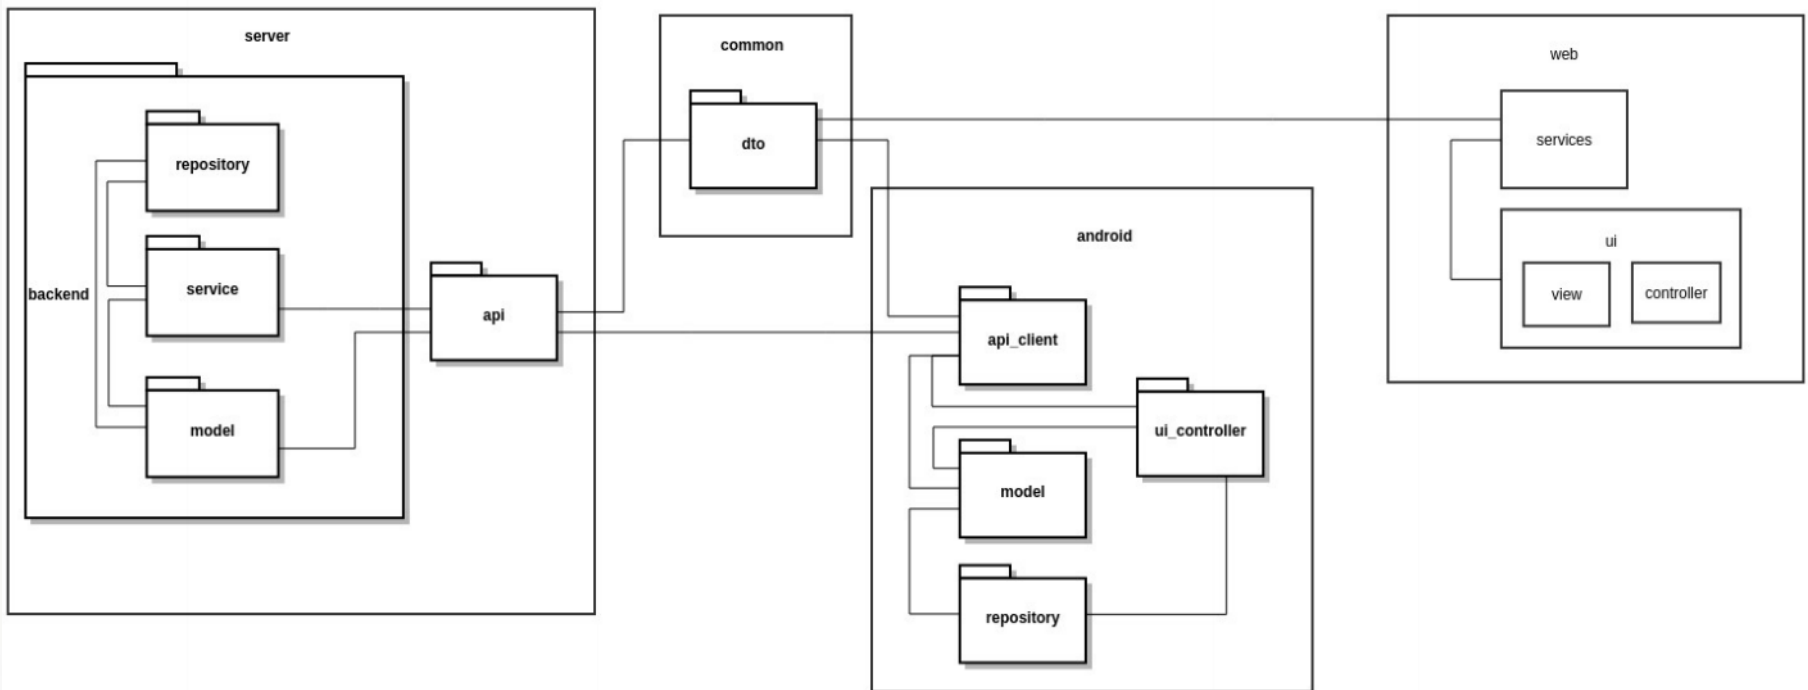 server
repository
service
backend
model
api
common
dto
android
api_client
ui_controller
model
repository
web
services
ui
view
controller